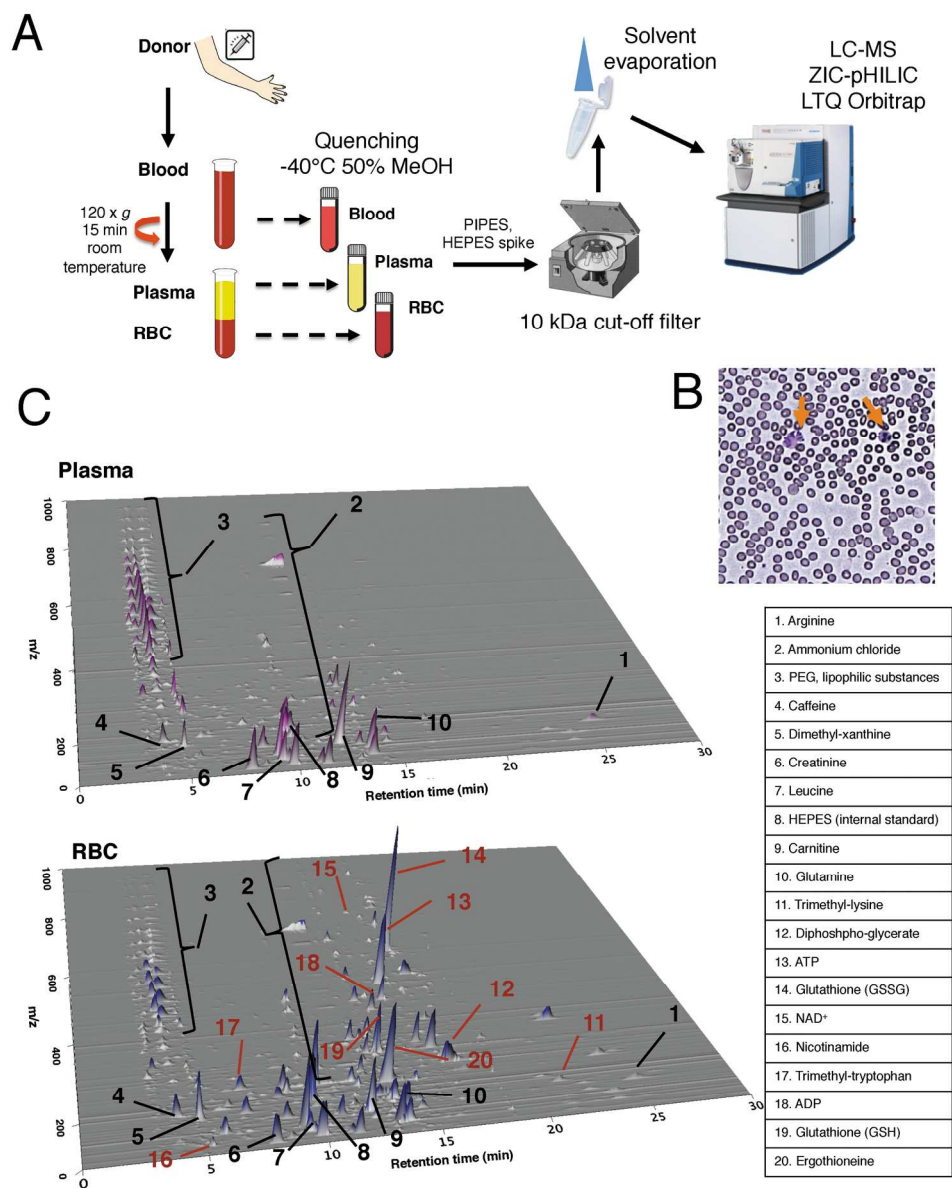 A
Donor
Blood
120 x g
15 min
room
temperature
Plasma
RBC
Quenching
-40°C 50% MeOH
Blood
Plasma
RBC
PIPES,
HEPES spike
10 kDa cut-off filter
Solvent
evaporation
LC-MS
ZIC-pHILIC
LTQ Orbitrap
B
C
Plasma
1000
800
600
400
200
0
m/z
0
5
10
15
20
25
30
Retention time (min)
1
2
3
4
5
6
7
8
9
10
RBC
1000
800
600
400
200
0
m/z
0
5
10
15
20
25
30
Retention time (min)
1
2
3
4
5
6
7
8
9
10
11
12
13
14
15
16
17
18
19
20
1. Arginine
2. Ammonium chloride
3. PEG, lipophilic substances
4. Caffeine
5. Dimethyl-xanthine
6. Creatinine
7. Leucine
8. HEPES (internal standard)
9. Carnitine
10. Glutamine
11. Trimethyl-lysine
12. Diphoshpho-glycerate
13. ATP
14. Glutathione (GSSG)
15. NAD⁺
16. Nicotinamide
17. Trimethyl-tryptophan
18. ADP
19. Glutathione (GSH)
20. Ergothioneine